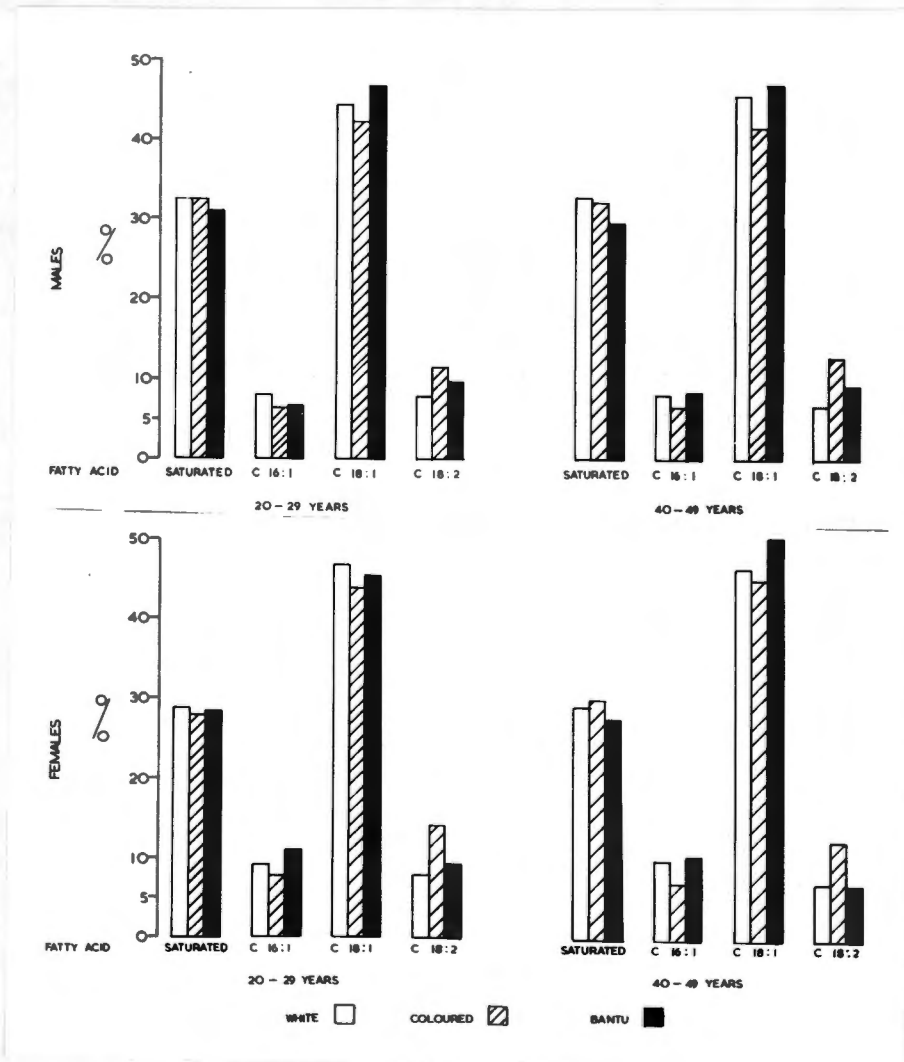 50
40
30
20
10
5
0
MALES
%
FATTY ACID SATURATED C 16:1 C 18:1 C 18:2 SATURATED C 16:1 C 18:1 C 18:2
20-29 YEARS 40-49 YEARS
50
40
30
20
10
5
0
FEMALES
%
FATTY ACID SATURATED C 16:1 C 18:1 C 18:2 SATURATED C 16:1 C 18:1 C 18:2
20-29 YEARS 40-49 YEARS
WHITE COLOURED BANTU